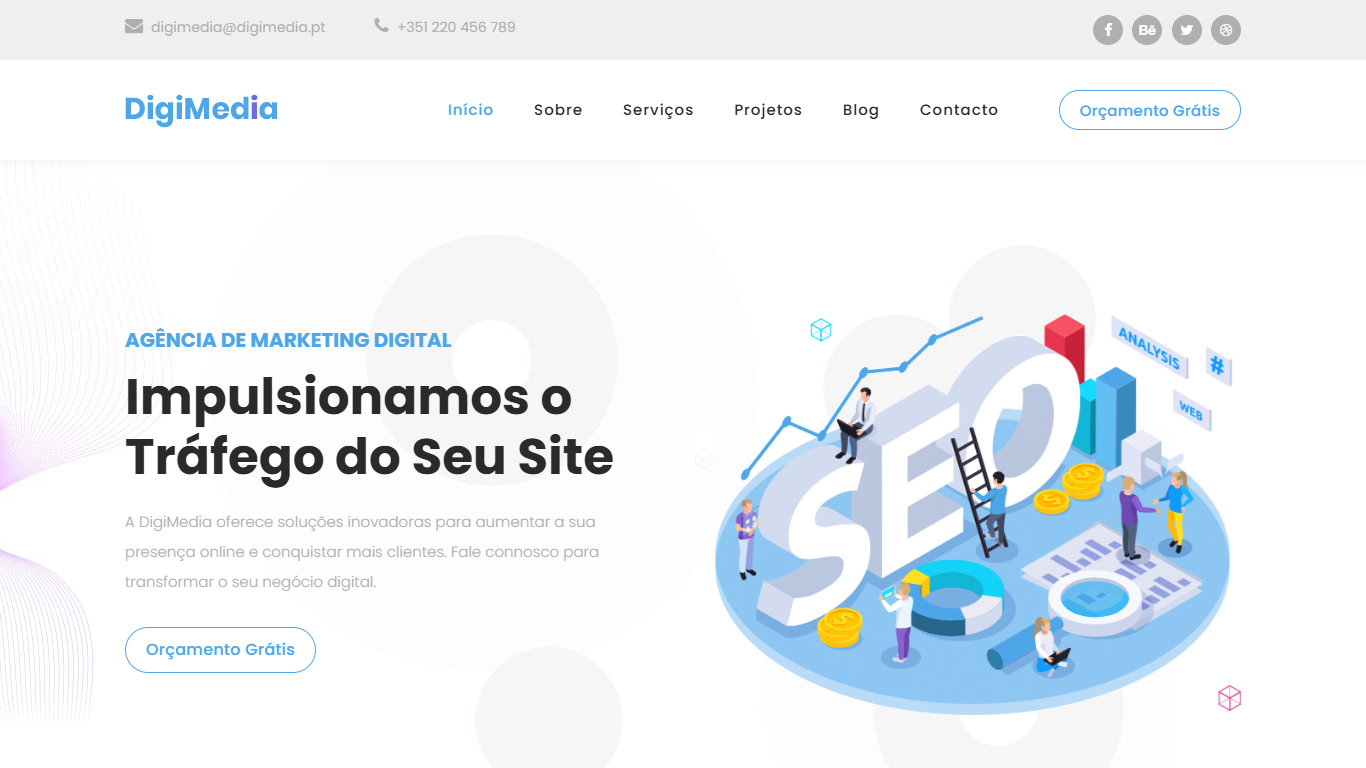 digimedia@digimedia.pt
+351 220 456 789
DigiMedia
Início
Sobre
Serviços
Projetos
Blog
Contacto
Orçamento Grátis
AGÊNCIA DE MARKETING DIGITAL
Impulsionamos o
Tráfego do Seu Site
A DigiMedia oferece soluções inovadoras para aumentar a sua
presença online e conquistar mais clientes. Fale connosco para
transformar o seu negócio digital.
Orçamento Grátis
SEO
ANALYSIS
#
WEB